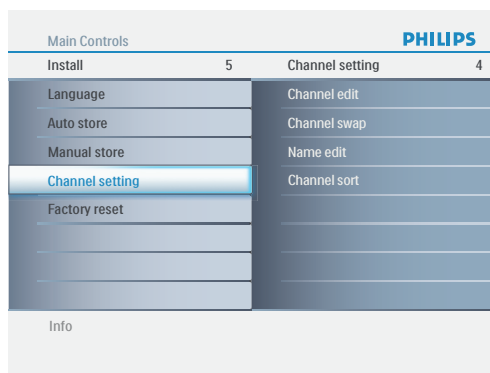 Main Controls PHILIPS
Install 5 Channel setting 4
Language Channel edit
Auto store Channel swap
Manual store Name edit
Channel setting Channel sort
Factory reset
Info